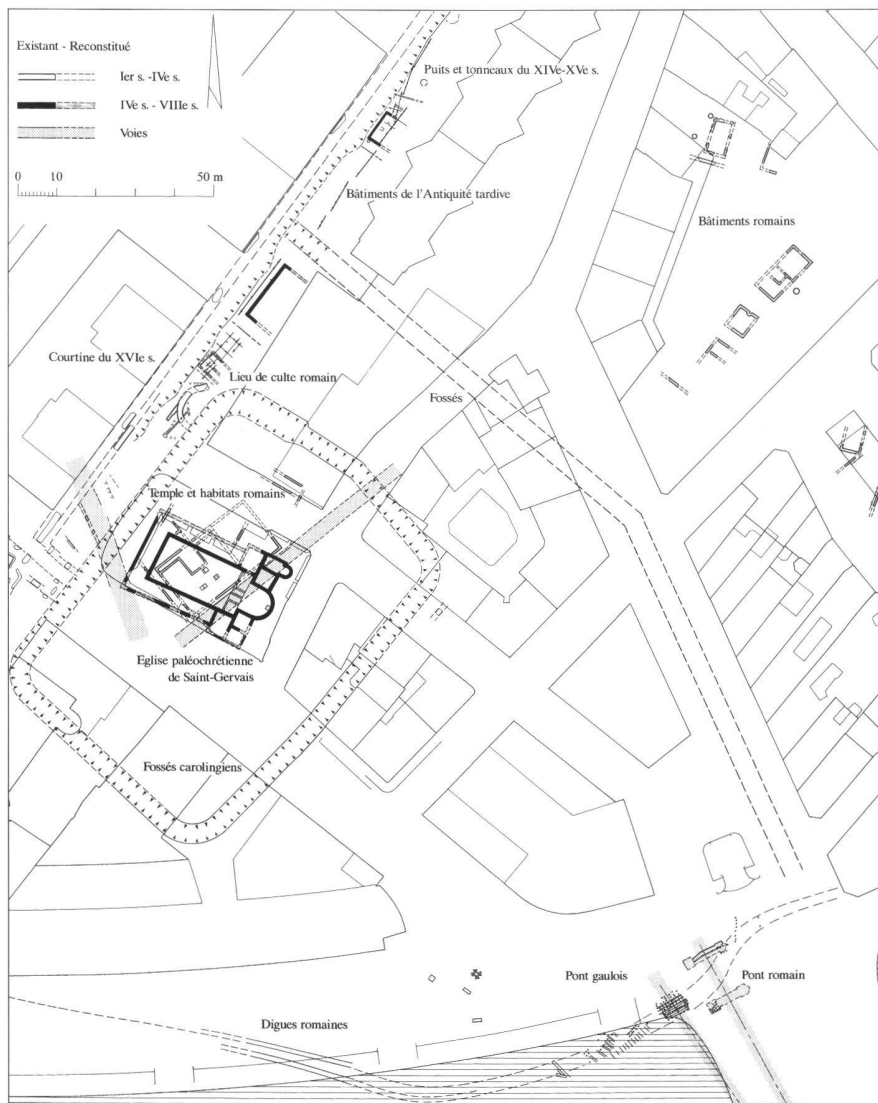 Existant - Reconstitué
Ier s. -IVe s.
IVe s. - VIIIe s.
Voies
0 10 50 m
Puits et tonneaux du XIVe-XVe s.
Bâtiments de l'Antiquité tardive
Bâtiments romains
Courtine du XVIe s.
Lieu de culte romain
Fossés
Temple et habitats romains
Eglise paléochrétienne
de Saint-Gervais
Fossés carolingiens
Pont gaulois
Pont romain
Digues romaines